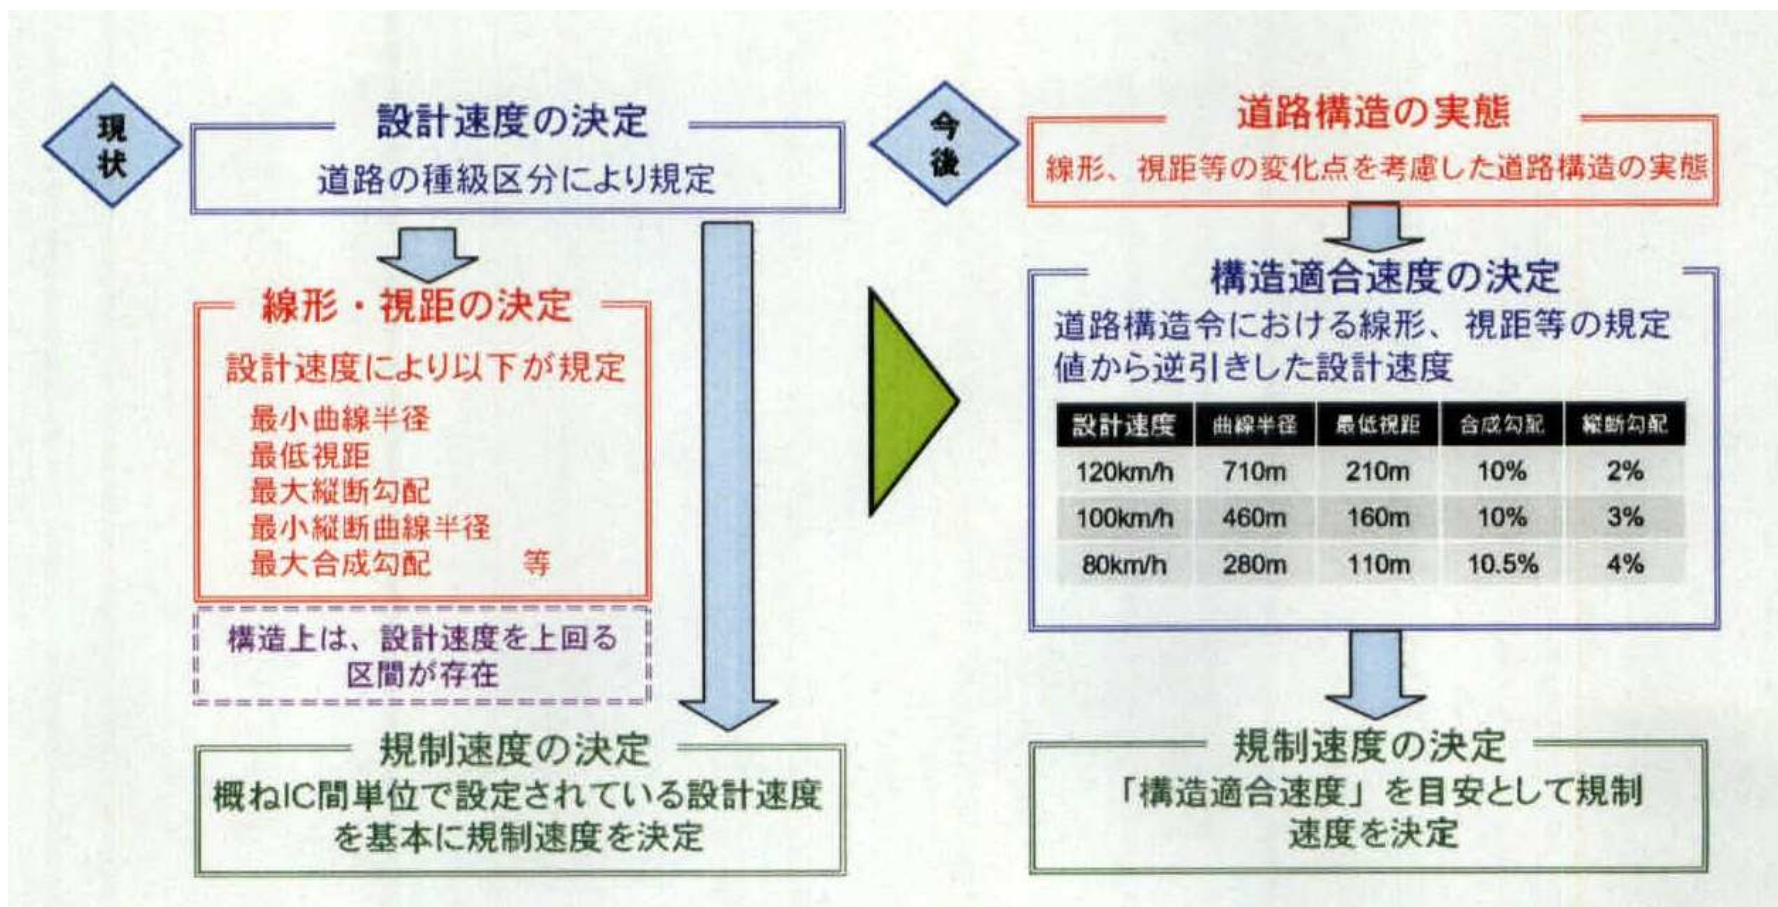 現
状
設計速度の決定
道路の種級区分により規定
線形・視距の決定
設計速度により以下が規定
最小曲線半径
最低視距
最大縦断勾配
最小縦断曲線半径
最大合成勾配 等
構造上は、設計速度を上回る
区間が存在
規制速度の決定
概ねIC間単位で設定されている設計速度
を基本に規制速度を決定
今
後
道路構造の実態
線形、視距等の変化点を考慮した道路構造の実態
構造適合速度の決定
道路構造令における線形、視距等の規定
値から逆引きした設計速度
設計速度 曲線半径 最低視距 合成勾配 縦断勾配
120km/h 710m 210m 10% 2%
100km/h 460m 160m 10% 3%
80km/h 280m 110m 10.5% 4%
規制速度の決定
「構造適合速度」を目安として規制
速度を決定